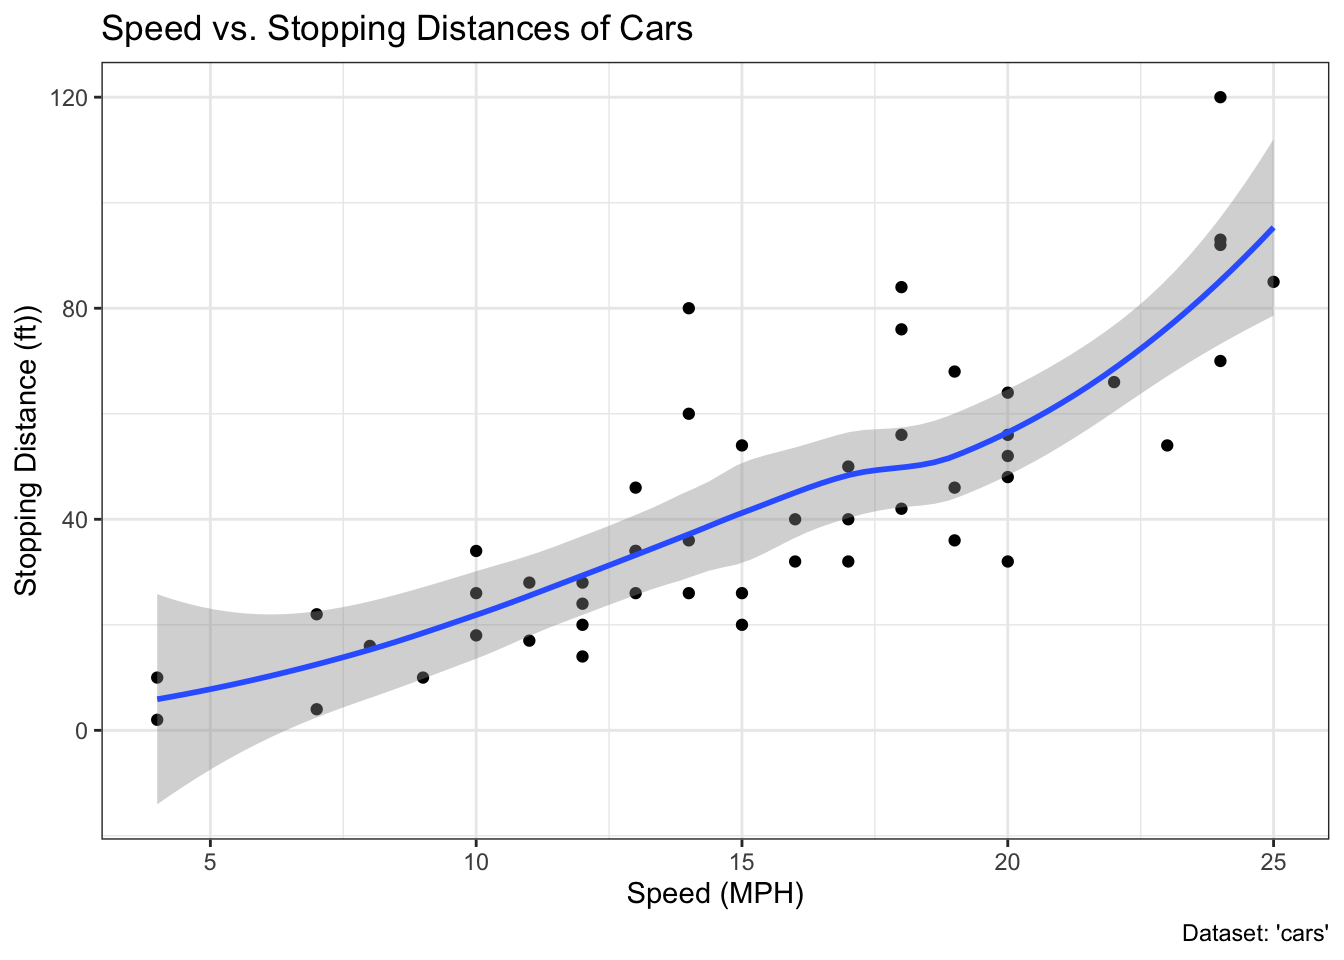 Speed vs. Stopping Distances of Cars
Stopping Distance (ft))
120
80
40
0
5 10 15 20 25
Speed (MPH)
Dataset: 'cars'